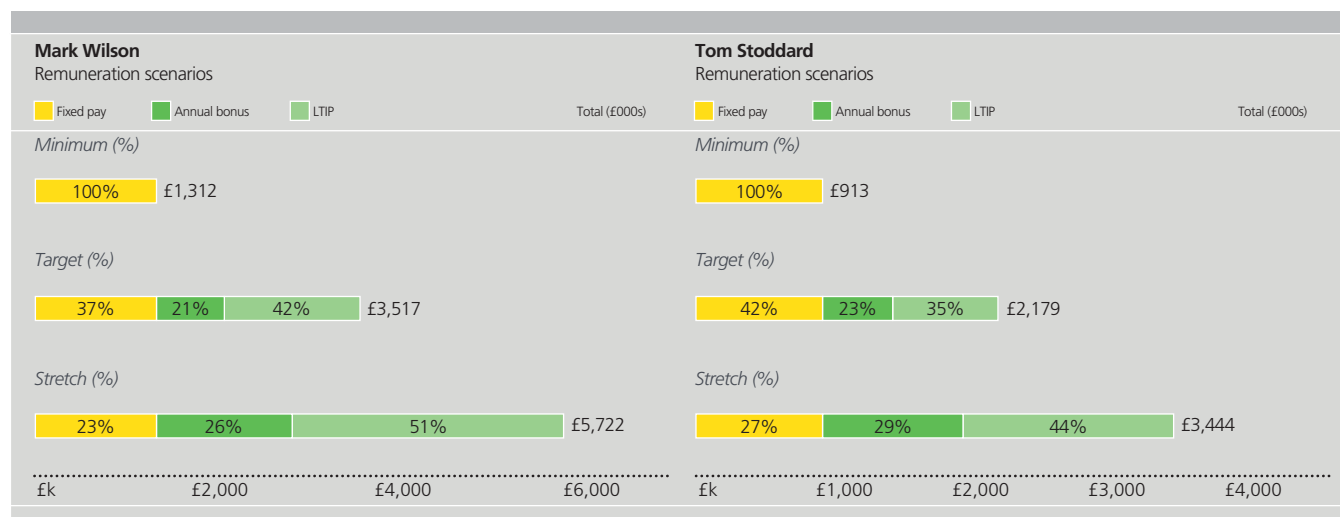 Mark Wilson
Remuneration scenarios
Fixed pay Annual bonus LTIP Total (£000s)
Minimum (%)
100% £1,312
Target (%)
37% 21% 42% £3,517
Stretch (%)
23% 26% 51% £5,722
£k £2,000 £4,000 £6,000
Tom Stoddard
Remuneration scenarios
Fixed pay Annual bonus LTIP Total (£000s)
Minimum (%)
100% £913
Target (%)
42% 23% 35% £2,179
Stretch (%)
27% 29% 44% £3,444
£k £1,000 £2,000 £3,000 £4,000